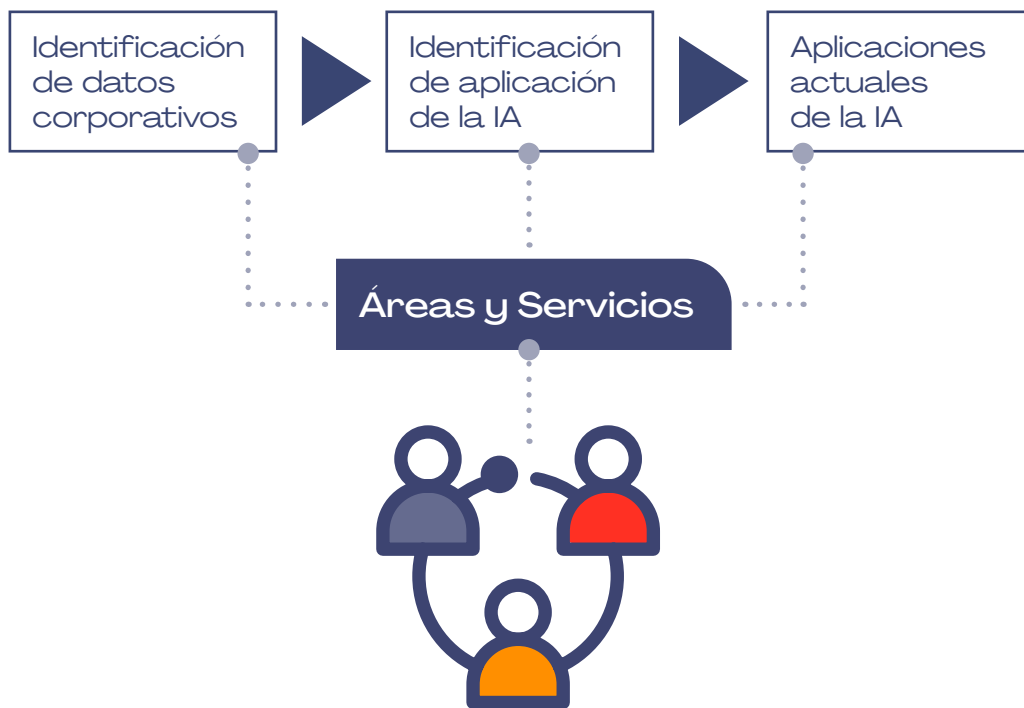 Identificación
de datos
corporativos
Identificación
de aplicación
de la IA
Aplicaciones
actuales
de la IA
Áreas y Servicios